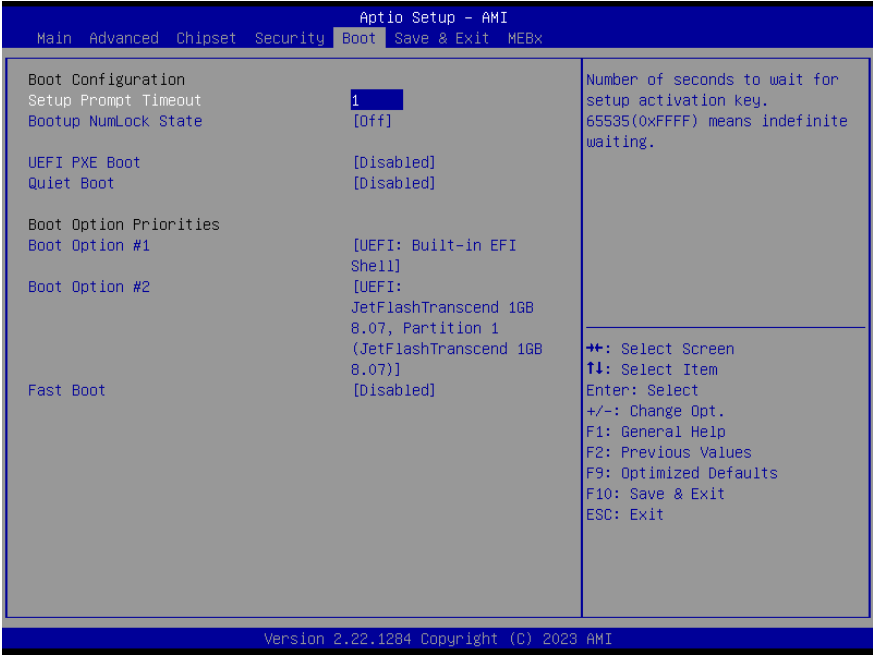 Aptio Setup – AMI
Main Advanced Chipset Security Boot Save & Exit MEBx
Boot Configuration
Setup Prompt Timeout 1
Bootup NumLock State [Off]
UEFI PXE Boot [Disabled]
Quiet Boot [Disabled]
Boot Option Priorities
Boot Option #1 [UEFI: Built-in EFI
Shell]
Boot Option #2 [UEFI:
JetFlashTranscend 1GB
8.07, Partition 1
(JetFlashTranscend 1GB
8.07)]
Fast Boot [Disabled]
Number of seconds to wait for
setup activation key.
65535(0xFFFF) means indefinite
waiting.
→←: Select Screen
↑↓: Select Item
Enter: Select
+/-: Change Opt.
F1: General Help
F2: Previous Values
F9: Optimized Defaults
F10: Save & Exit
ESC: Exit
Version 2.22.1284 Copyright (C) 2023 AMI